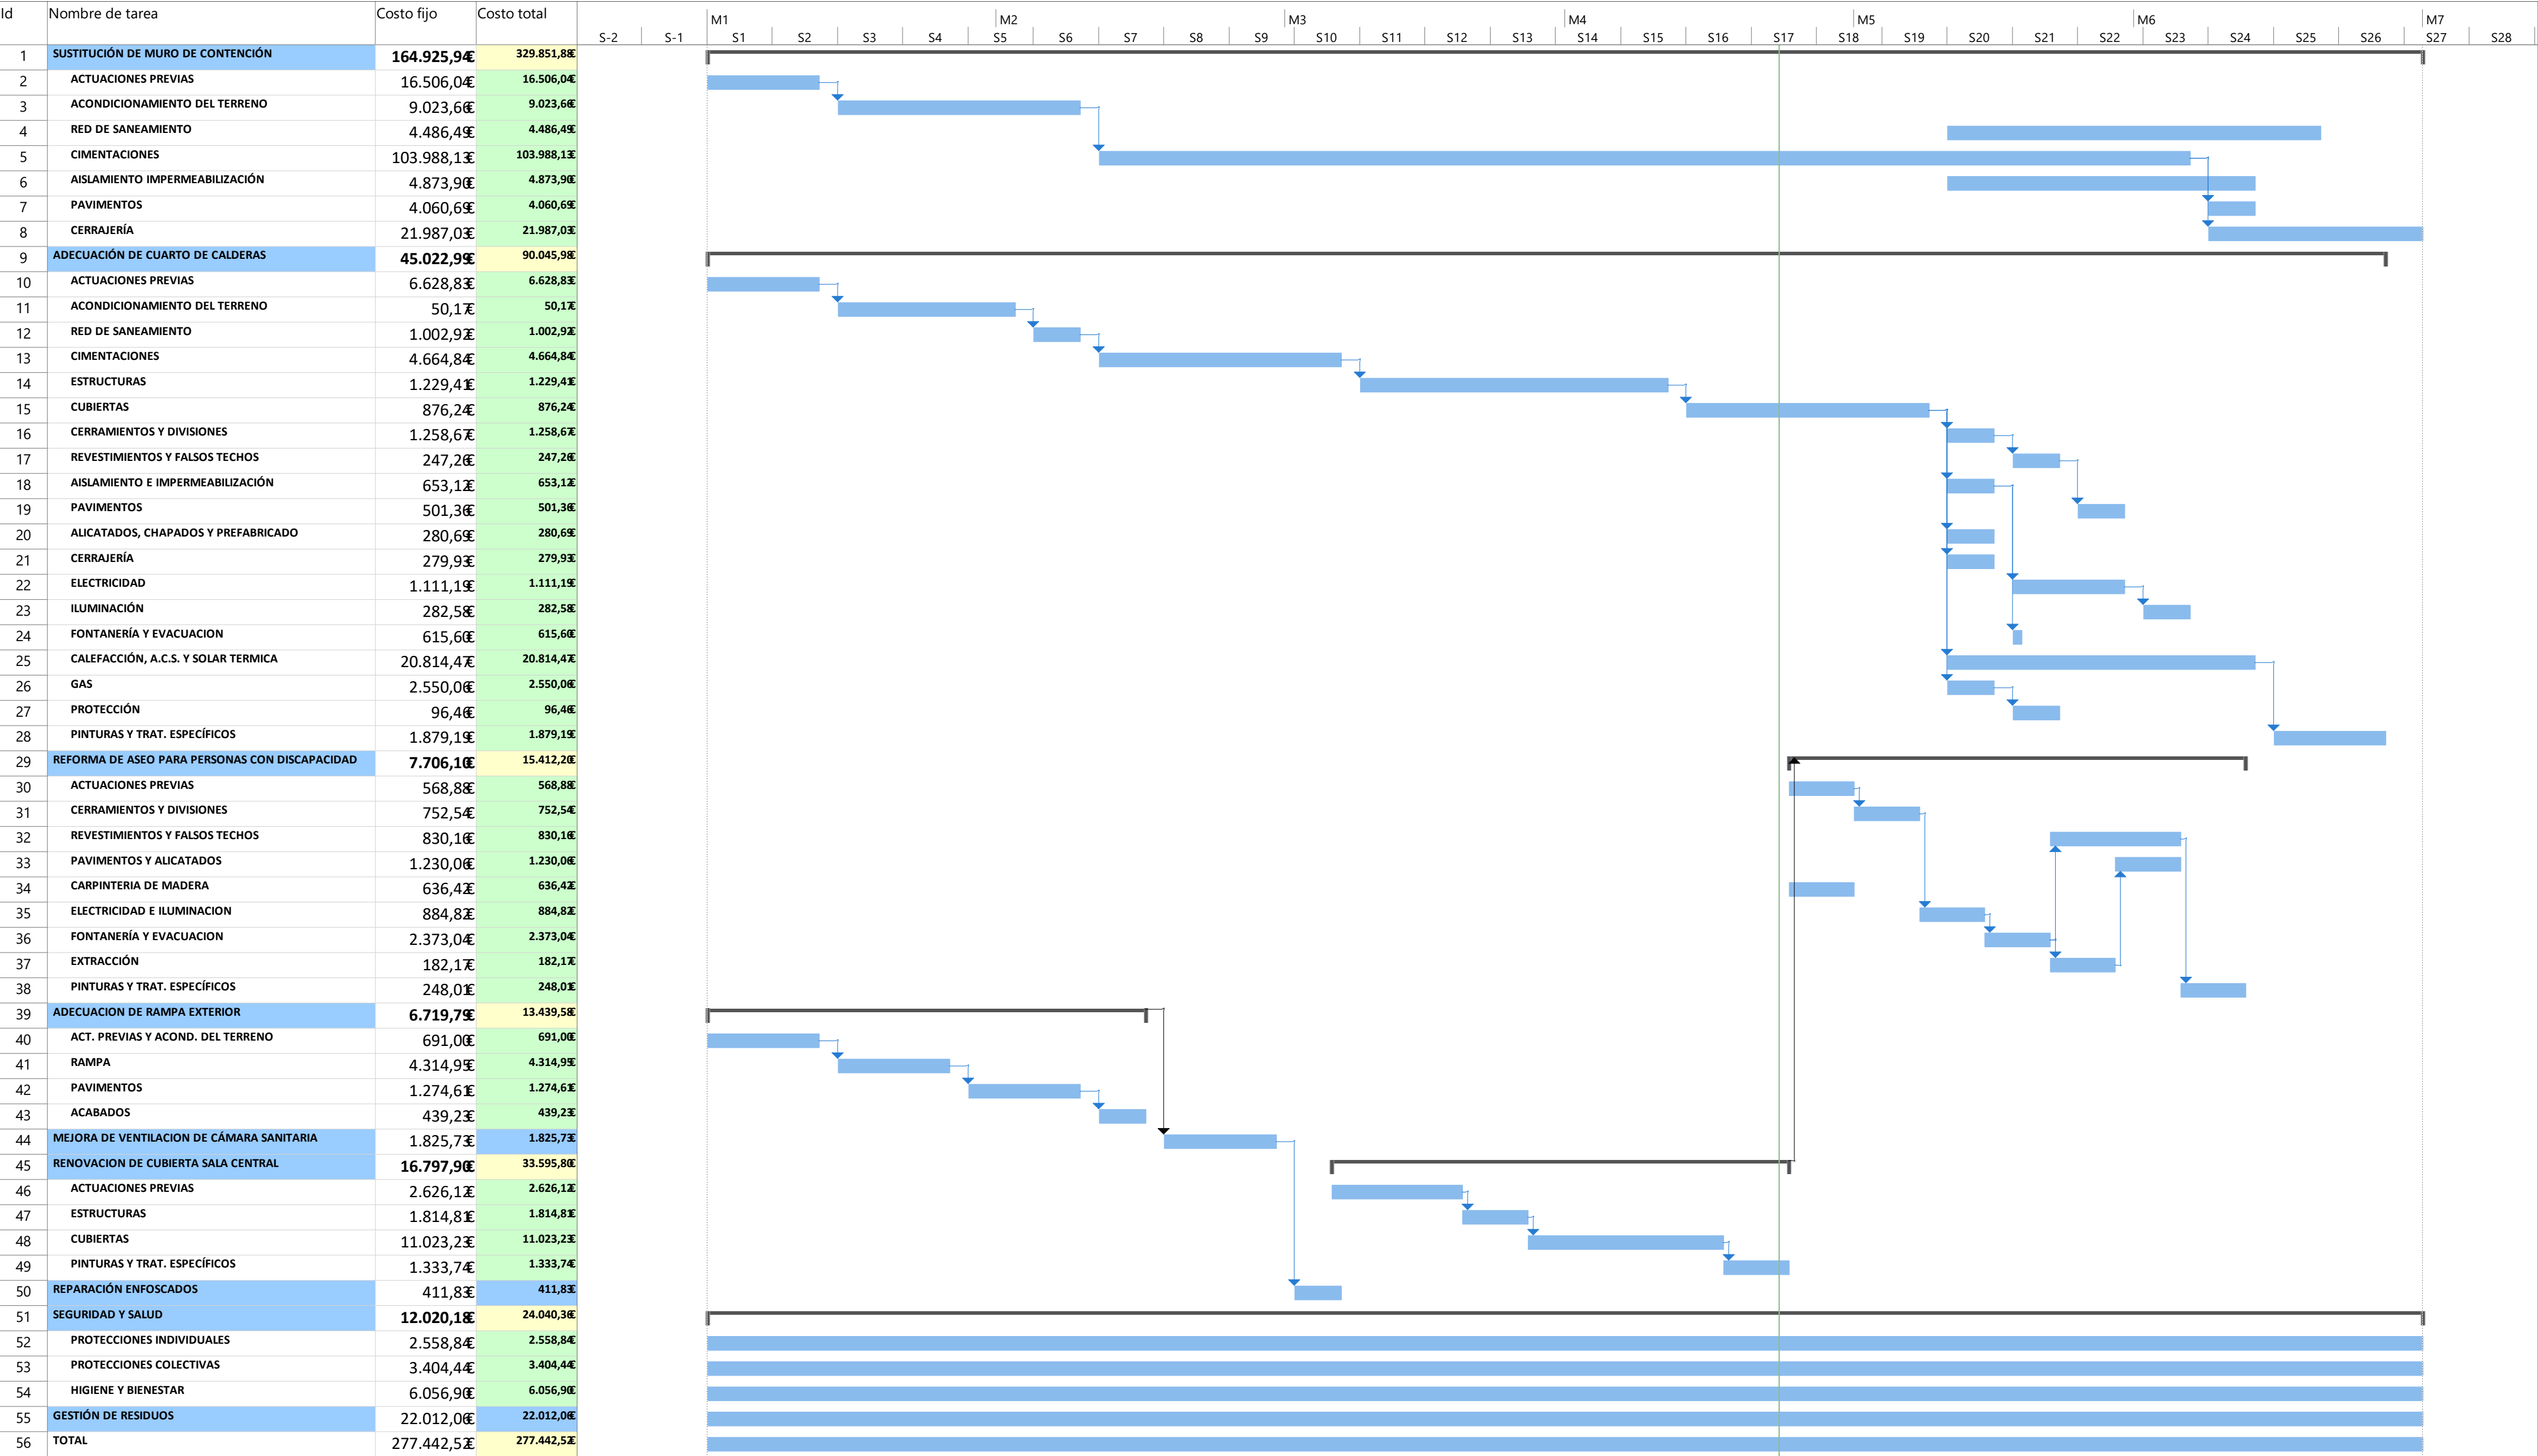 Id Nombre de tarea Costo fijo Costo total M1 M2 M3 M4 M5 M6 M7
S-2 S-1 S1 S2 S3 S4 S5 S6 S7 S8 S9 S10 S11 S12 S13 S14 S15 S16 S17 S18 S19 S20 S21 S22 S23 S24 S25 S26 S27 S28
1 SUSTITUCIÓN DE MURO DE CONTENCIÓN 164.925,94€ 329.851,88€
2 ACTUACIONES PREVIAS 16.506,04€ 16.506,04€
3 ACONDICIONAMIENTO DEL TERRENO 9.023,66€ 9.023,66€
4 RED DE SANEAMIENTO 4.486,49€ 4.486,49€
5 CIMENTACIONES 103.988,13€ 103.988,13€
6 AISLAMIENTO IMPERMEABILIZACIÓN 4.873,90€ 4.873,90€
7 PAVIMENTOS 4.060,69€ 4.060,69€
8 CERRAJERÍA 21.987,03€ 21.987,03€
9 ADECUACIÓN DE CUARTO DE CALDERAS 45.022,99€ 90.045,98€
10 ACTUACIONES PREVIAS 6.628,83€ 6.628,83€
11 ACONDICIONAMIENTO DEL TERRENO 50,17€ 50,17€
12 RED DE SANEAMIENTO 1.002,92€ 1.002,92€
13 CIMENTACIONES 4.664,84€ 4.664,84€
14 ESTRUCTURAS 1.229,41€ 1.229,41€
15 CUBIERTAS 876,24€ 876,24€
16 CERRAMIENTOS Y DIVISIONES 1.258,67€ 1.258,67€
17 REVESTIMIENTOS Y FALSOS TECHOS 247,26€ 247,26€
18 AISLAMIENTO E IMPERMEABILIZACIÓN 653,12€ 653,12€
19 PAVIMENTOS 501,36€ 501,36€
20 ALICATADOS, CHAPADOS Y PREFABRICADO 280,69€ 280,69€
21 CERRAJERÍA 279,93€ 279,93€
22 ELECTRICIDAD 1.111,19€ 1.111,19€
23 ILUMINACIÓN 282,58€ 282,58€
24 FONTANERÍA Y EVACUACION 615,60€ 615,60€
25 CALEFACCIÓN, A.C.S. Y SOLAR TERMICA 20.814,47€ 20.814,47€
26 GAS 2.550,06€ 2.550,06€
27 PROTECCIÓN 96,46€ 96,46€
28 PINTURAS Y TRAT. ESPECÍFICOS 1.879,19€ 1.879,19€
29 REFORMA DE ASEO PARA PERSONAS CON DISCAPACIDAD 7.706,10€ 15.412,20€
30 ACTUACIONES PREVIAS 568,88€ 568,88€
31 CERRAMIENTOS Y DIVISIONES 752,54€ 752,54€
32 REVESTIMIENTOS Y FALSOS TECHOS 830,16€ 830,16€
33 PAVIMENTOS Y ALICATADOS 1.230,06€ 1.230,06€
34 CARPINTERIA DE MADERA 636,42€ 636,42€
35 ELECTRICIDAD E ILUMINACION 884,82€ 884,82€
36 FONTANERÍA Y EVACUACION 2.373,04€ 2.373,04€
37 EXTRACCIÓN 182,17€ 182,17€
38 PINTURAS Y TRAT. ESPECÍFICOS 248,01€ 248,01€
39 ADECUACION DE RAMPA EXTERIOR 6.719,79€ 13.439,58€
40 ACT. PREVIAS Y ACOND. DEL TERRENO 691,00€ 691,00€
41 RAMPA 4.314,95€ 4.314,95€
42 PAVIMENTOS 1.274,61€ 1.274,61€
43 ACABADOS 439,23€ 439,23€
44 MEJORA DE VENTILACION DE CÁMARA SANITARIA 1.825,73€ 1.825,73€
45 RENOVACION DE CUBIERTA SALA CENTRAL 16.797,90€ 33.595,80€
46 ACTUACIONES PREVIAS 2.626,12€ 2.626,12€
47 ESTRUCTURAS 1.814,81€ 1.814,81€
48 CUBIERTAS 11.023,23€ 11.023,23€
49 PINTURAS Y TRAT. ESPECÍFICOS 1.333,74€ 1.333,74€
50 REPARACIÓN ENFOSCADOS 411,83€ 411,83€
51 SEGURIDAD Y SALUD 12.020,18€ 24.040,36€
52 PROTECCIONES INDIVIDUALES 2.558,84€ 2.558,84€
53 PROTECCIONES COLECTIVAS 3.404,44€ 3.404,44€
54 HIGIENE Y BIENESTAR 6.056,90€ 6.056,90€
55 GESTIÓN DE RESIDUOS 22.012,06€ 22.012,06€
56 TOTAL 277.442,52€ 277.442,52€